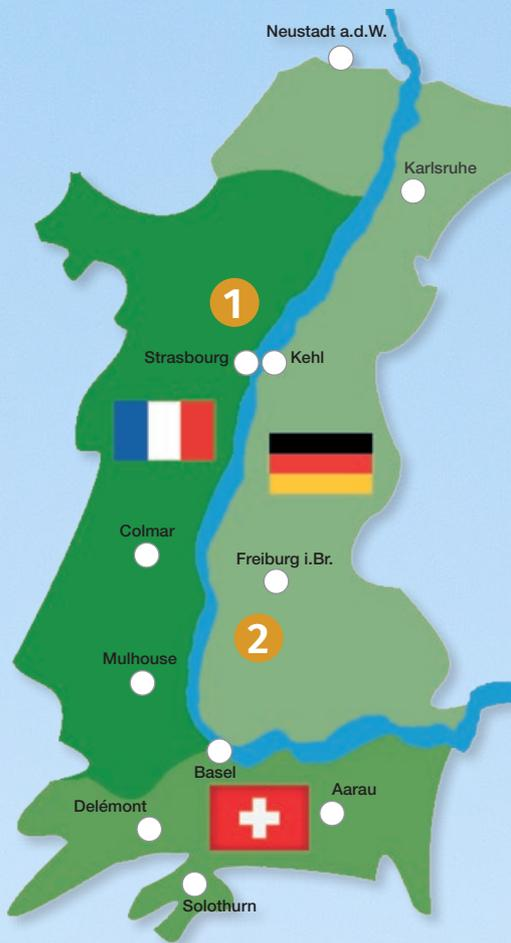 Neustadt a.d.W.
Karlsruhe
1
Strasbourg
Kehl
Colmar
Freiburg i.Br.
2
Mulhouse
Basel
Aarau
Delémont
Solothurn